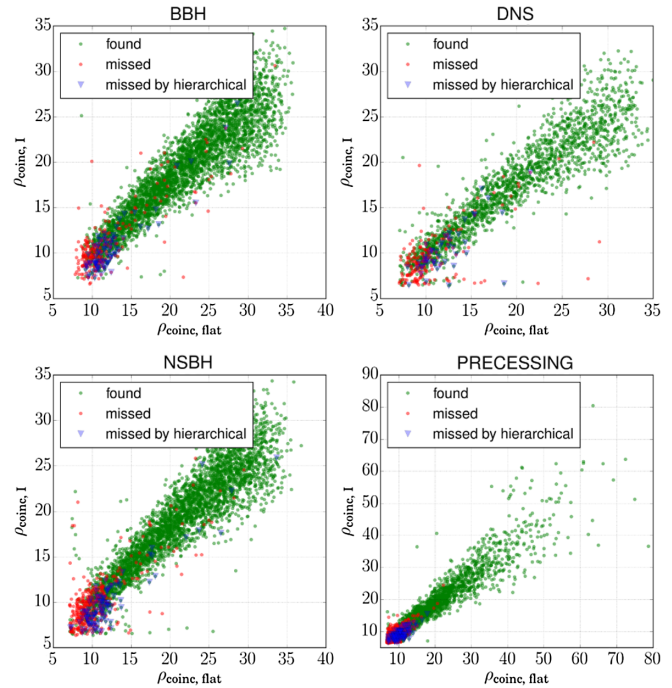 BBH
35
30
25
20
15
10
5
ρcoinc, I
found
missed
missed by hierarchical
5 10 15 20 25 30 35 40
ρcoinc, flat
DNS
35
30
25
20
15
10
5
ρcoinc, I
found
missed
missed by hierarchical
5 10 15 20 25 30 35
ρcoinc, flat
NSBH
35
30
25
20
15
10
5
ρcoinc, I
found
missed
missed by hierarchical
5 10 15 20 25 30 35 40
ρcoinc, flat
PRECESSING
90
80
70
60
50
40
30
20
10
ρcoinc, I
found
missed
missed by hierarchical
10 20 30 40 50 60 70 80
ρcoinc, flat